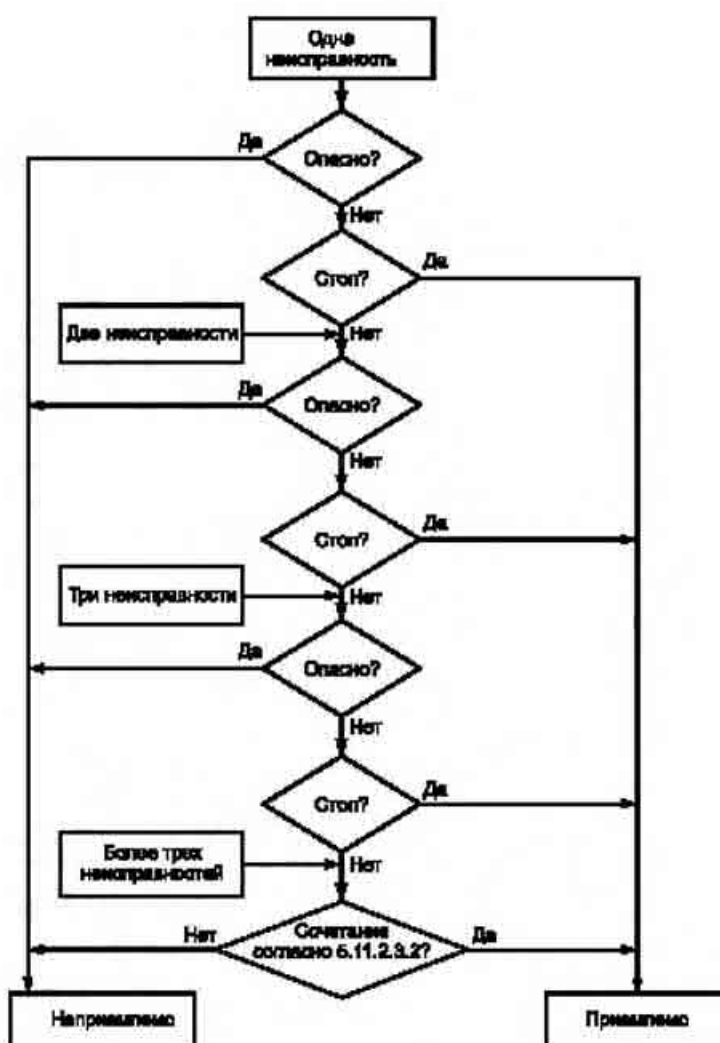 Одна
неисправность
Да
Опасно?
Нет
Стоп?
Да
Две неисправности
Нет
Да
Опасно?
Нет
Стоп?
Да
Три неисправности
Нет
Да
Опасно?
Нет
Стоп?
Да
Более трех
неисправностей
Нет
Нет
Сочетание
согласно 5.11.2.3.2?
Да
Неприемлемо
Приемлемо